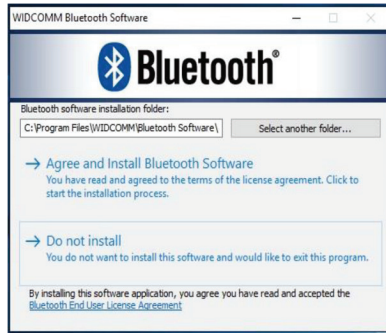 WIDCOMM Bluetooth Software
Bluetooth®
Bluetooth software installation folder:
C:\Program Files\WIDCOMM\Bluetooth Software\
Select another folder...
→ Agree and Install Bluetooth Software
You have read and agreed to the terms of the license agreement. Click to
start the installation process.
→ Do not install
You do not want to install this software and would like to exit this program.
By installing this software application, you agree you have read and accepted the
Bluetooth End User License Agreement